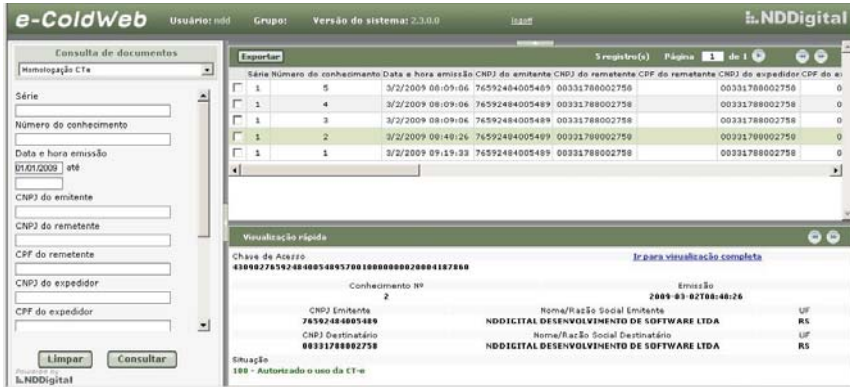 e-ColdWeb Usuário: ndd Grupo: Versão do sistema: 2.3.0.0 logoff NDDigital
Consulta de documentos
Homologação CTe
Série
Número do conhecimento
Data e hora emissão
01/01/2009 até
CNPJ do emitente
CNPJ do remetente
CPF do remetente
CNPJ do expedidor
CPF do expedidor
Limpar Consultar
Powered by
NDDigital
Exportar 5 registro(s) Página 1 de 1
Série Número do conhecimento Data e hora emissão CNPJ do emitente CNPJ do remetente CPF do remetente CNPJ do expedidor CPF do
1 5 3/2/2009 08:09:06 76592484005489 00331788002758 00331788002758 0
1 4 3/2/2009 08:09:06 76592484005489 00331788002758 00331788002758 0
1 3 3/2/2009 08:09:06 76592484005489 00331788002758 00331788002758 0
1 2 3/2/2009 08:48:26 76592484005489 00331788002758 00331788002758 0
1 1 3/2/2009 09:19:33 76592484005489 00331788002758 00331788002758 0
Visualização rápida
Chave de Acesso Ir para visualização completa
Conhecimento Nº Emissão
2 2009-03-02T08:48:26
CNPJ Emitente Nome/Razão Social Emitente UF
76592484005489 NDDIGITAL DESENVOLVIMENTO DE SOFTWARE LTDA RS
CNPJ Destinatário Nome/Razão Social Destinatário UF
00331788002758 NDDIGITAL DESENVOLVIMENTO DE SOFTWARE LTDA RS
Situação
100 - Autorizado o uso da CT-e